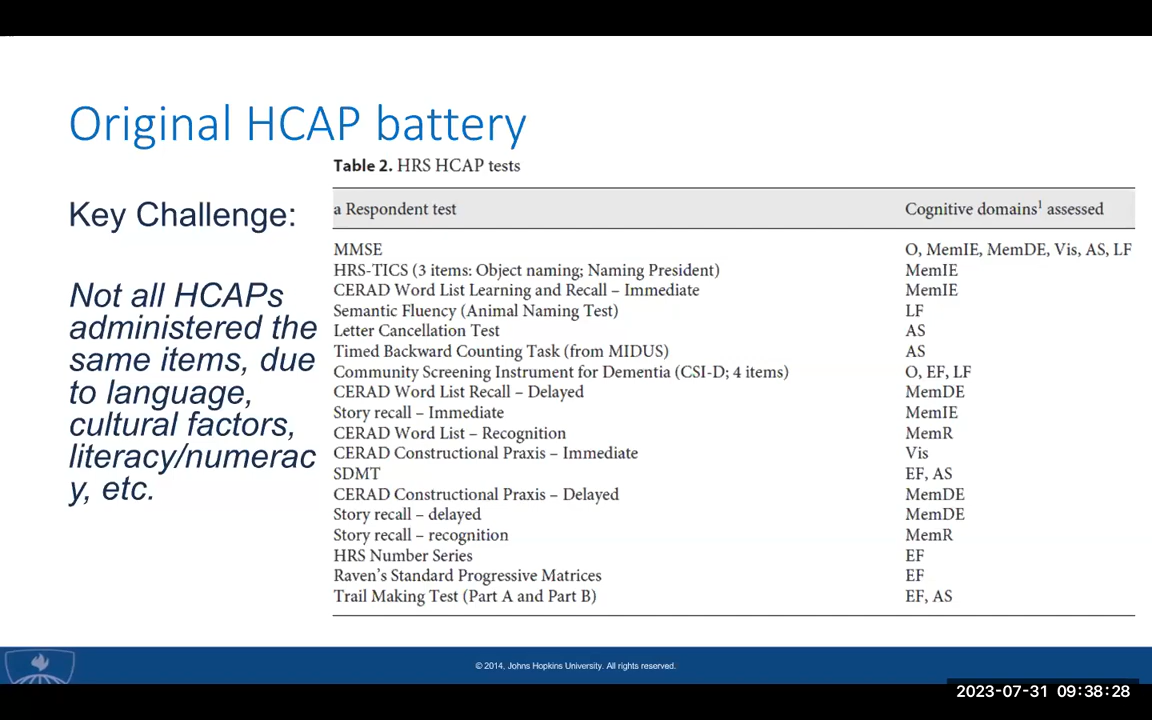 Original HCAP battery
Key Challenge:
Not all HCAPs
administered the
same items, due
to language,
cultural factors,
literacy/numerac
y, etc.
Table 2. HRS HCAP tests
a Respondent test Cognitive domains¹ assessed
MMSE O, MemIE, MemDE, Vis, AS, LF
HRS-TICS (3 items: Object naming; Naming President) MemIE
CERAD Word List Learning and Recall – Immediate MemIE
Semantic Fluency (Animal Naming Test) LF
Letter Cancellation Test AS
Timed Backward Counting Task (from MIDUS) AS
Community Screening Instrument for Dementia (CSI-D; 4 items) O, EF, LF
CERAD Word List Recall – Delayed MemDE
Story recall – Immediate MemIE
CERAD Word List – Recognition MemR
CERAD Constructional Praxis – Immediate Vis
SDMT EF, AS
CERAD Constructional Praxis – Delayed MemDE
Story recall – delayed MemDE
Story recall – recognition MemR
HRS Number Series EF
Raven's Standard Progressive Matrices EF
Trail Making Test (Part A and Part B) EF, AS
© 2014, Johns Hopkins University. All rights reserved.
2023-07-31 09:38:28